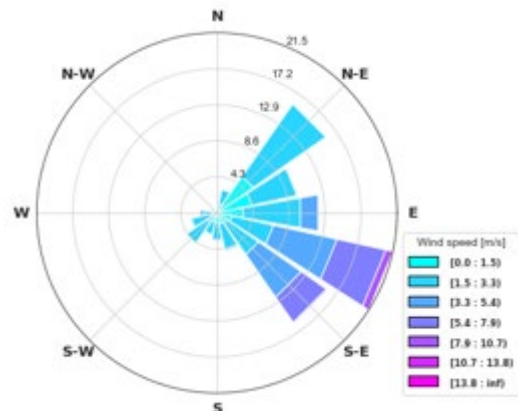 N
21.5
N-W
17.2
N-E
12.9
8.6
4.3
W
E
Wind speed [m/s]
[0.0 : 1.5)
[1.5 : 3.3)
[3.3 : 5.4)
[5.4 : 7.9)
[7.9 : 10.7)
[10.7 : 13.8)
[13.8 : inf)
S-W
S-E
S